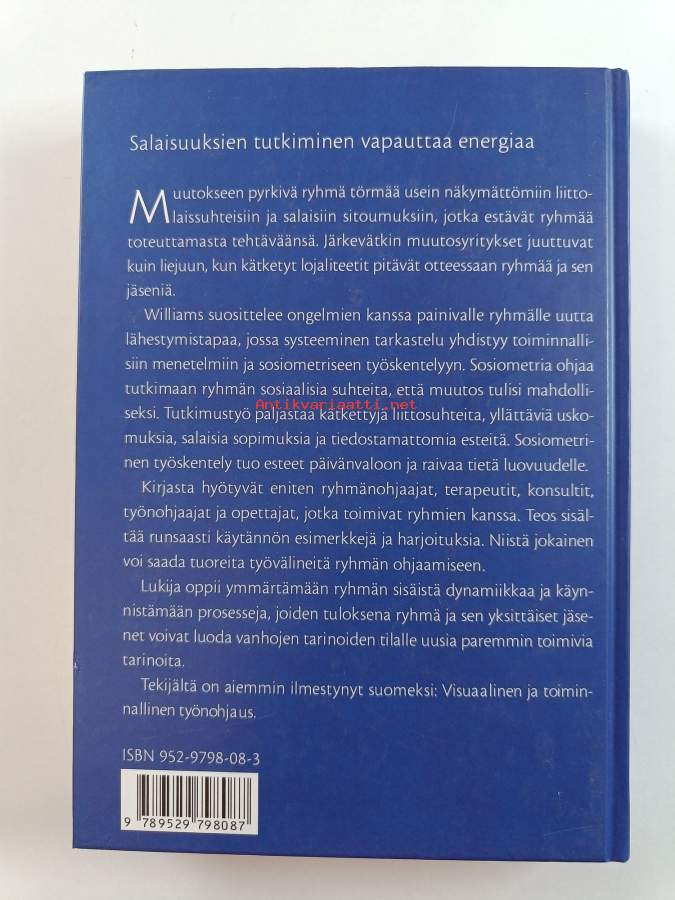 Salaisuuksien tutkiminen vapauttaa energiaa
Muutokseen pyrkivä ryhmä törmää usein näkymättömiin liitto-
laissuhteisiin ja salaisiin sitoumuksiin, jotka estävät ryhmää
toteuttamasta tehtäväänsä. Järkevätkin muutosyritykset juuttuvat
kuin liejuun, kun kätketyt lojaliteetit pitävät otteessaan ryhmää ja sen
jäseniä.
Williams suosittelee ongelmien kanssa painivalle ryhmälle uutta
lähestymistapaa, jossa systeeminen tarkastelu yhdistyy toiminnalli-
siin menetelmiin ja sosiometriseen työskentelyyn. Sosiometria ohjaa
tutkimaan ryhmän sosiaalisia suhteita, että muutos tulisi mahdolli-
seksi. Tutkimustyö paljastaa kätkettyjä liittosuhteita, yllättäviä usko-
Antikvariaatti.net
muksia, salaisia sopimuksia ja tiedostamattomia esteitä. Sosiometri-
nen työskentely tuo esteet päivänvaloon ja raivaa tietä luovuudelle.
Kirjasta hyötyvät eniten ryhmänohjaajat, terapeutit, konsultit,
työnohjaajat ja opettajat, jotka toimivat ryhmien kanssa. Teos sisäl-
tää runsaasti käytännön esimerkkejä ja harjoituksia. Niistä jokainen
voi saada tuoreita työvälineitä ryhmän ohjaamiseen.
Lukija oppii ymmärtämään ryhmän sisäistä dynamiikkaa ja käyn-
nistämään prosesseja, joiden tuloksena ryhmä ja sen yksittäiset jäse-
net voivat luoda vanhojen tarinoiden tilalle uusia paremmin toimivia
tarinoita.
Tekijältä on aiemmin ilmestynyt suomeksi: Visuaalinen ja toimin-
nallinen työnohjaus.
ISBN 952-9798-08-3
9 789529 798087